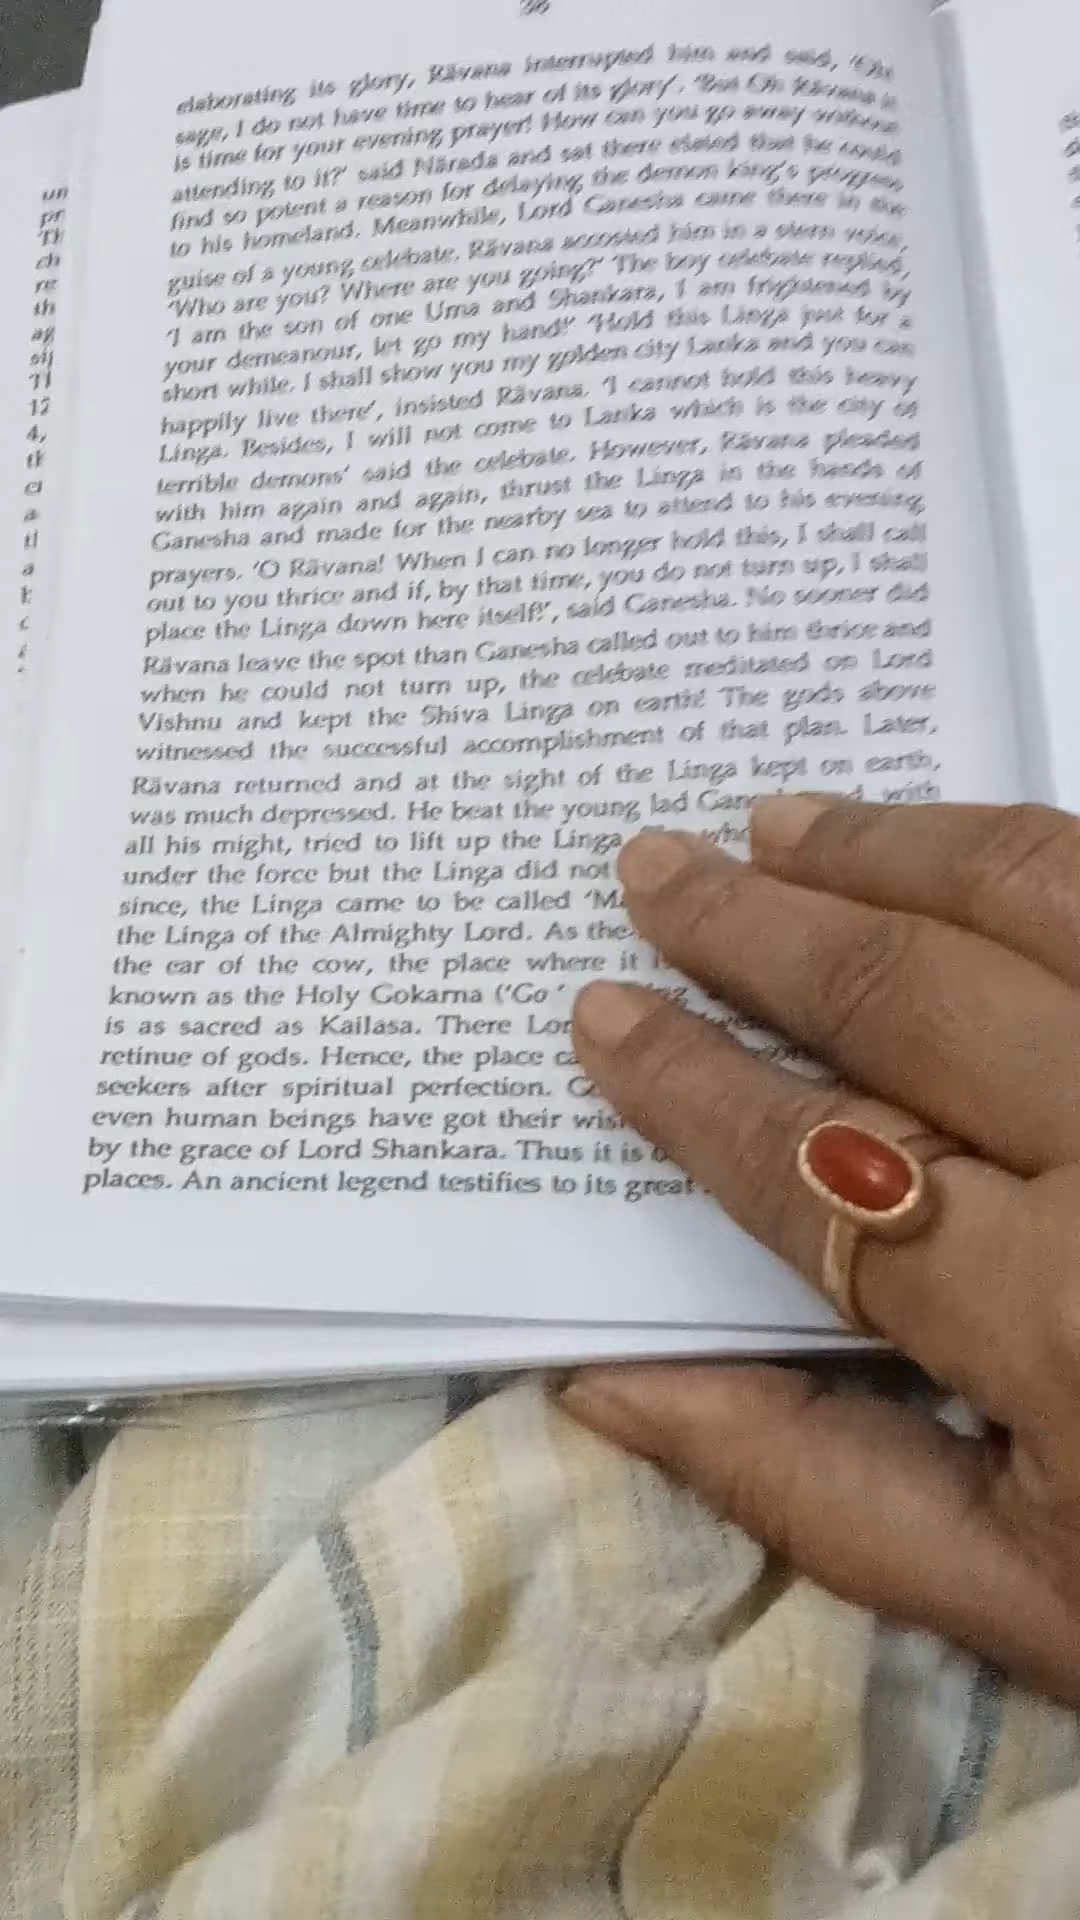 elaborating its glory, Rāvana interrupted him and said, 'Oh
sage, I do not have time to hear of its glory'. 'But Oh Rāvana it
is time for your evening prayer! How can you go away without
attending to it?' said Nārada and sat there elated that he could
find so potent a reason for delaying the demon king's
to his homeland. Meanwhile, Lord Ganesha came there in the
guise of a young celebate. Rāvana accosted him in a stern voice,
'Who are you? Where are you going?' The boy celebate replied,
'I am the son of one Uma and Shankara, I am frightened by
your demeanour, let go my hand!' 'Hold this Linga just for a
short while. I shall show you my golden city Lanka and you can
happily live there', insisted Rāvana. 'I cannot hold this heavy
Linga. Besides, I will not come to Lanka which is the city of
terrible demons' said the celebate. However, Rāvana pleaded
with him again and again, thrust the Linga in the hands of
Ganesha and made for the nearby sea to attend to his evening
prayers. 'O Rāvana! When I can no longer hold this, I shall call
out to you thrice and if, by that time, you do not turn up, I shall
place the Linga down here itself!', said Ganesha. No sooner did
Rāvana leave the spot than Ganesha called out to him thrice and
when he could not turn up, the celebate meditated on Lord
Vishnu and kept the Shiva Linga on earth! The gods above
witnessed the successful accomplishment of that plan. Later,
Rāvana returned and at the sight of the Linga kept on earth,
was much depressed. He beat the young lad with
all his might, tried to lift up the Linga
under the force but the Linga did not
since, the Linga came to be called
the Linga of the Almighty Lord. As the
the ear of the cow, the place where it
known as the Holy Gokarna ('Go'
is as sacred as Kailasa. There
retinue of gods. Hence, the place
seekers after spiritual perfection.
even human beings have got their
by the grace of Lord Shankara. Thus it is
places. An ancient legend testifies to its great